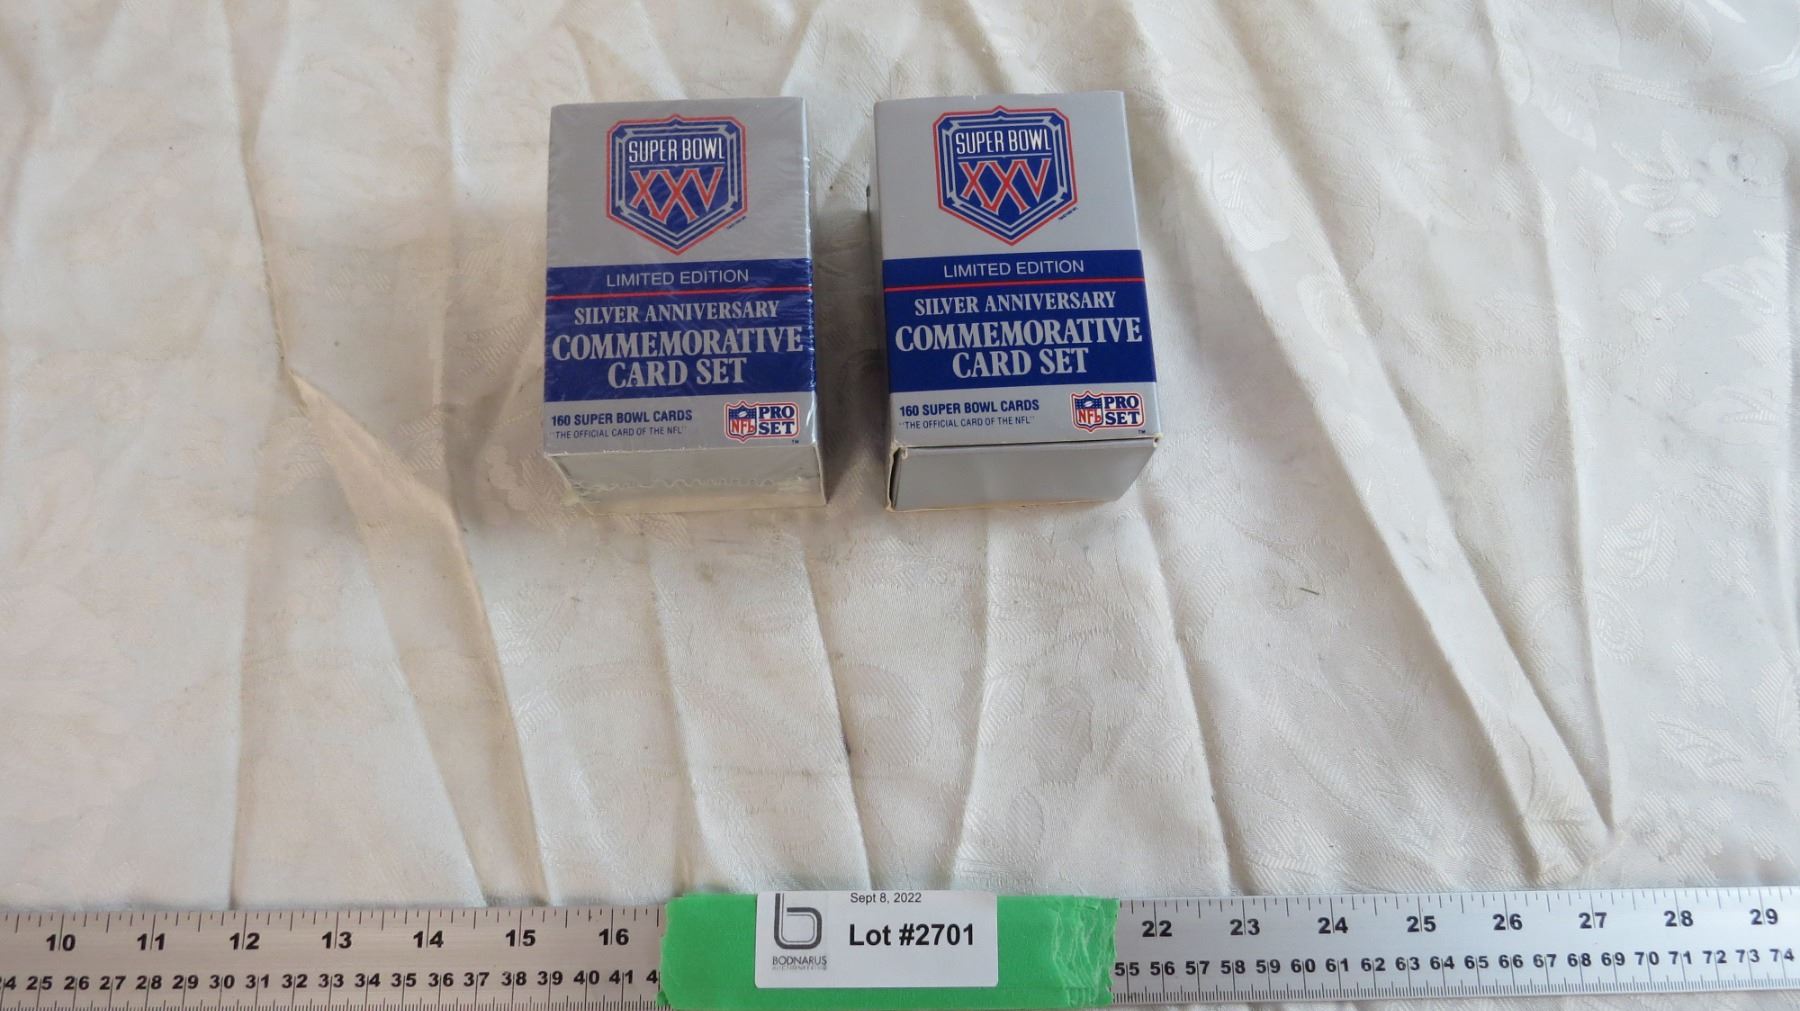 SUPER BOWL
XXV
LIMITED EDITION
SILVER ANNIVERSARY
COMMEMORATIVE
CARD SET
160 SUPER BOWL CARDS
"THE OFFICIAL CARD OF THE NFL"
NFL PRO
SET
TM
SUPER BOWL
XXV
LIMITED EDITION
SILVER ANNIVERSARY
COMMEMORATIVE
CARD SET
160 SUPER BOWL CARDS
"THE OFFICIAL CARD OF THE NFL"
NFL PRO
SET
TM
Sept 8, 2022
b Lot #2701
BODNARUS
AUCTIONEERING
10 11 12 13 14 15 16 22 23 24 25 26 27 28 29
24 25 26 27 28 29 30 31 32 33 34 35 36 37 38 39 40 41 4 55 56 57 58 59 60 61 62 63 64 65 66 67 68 69 70 71 72 73 74